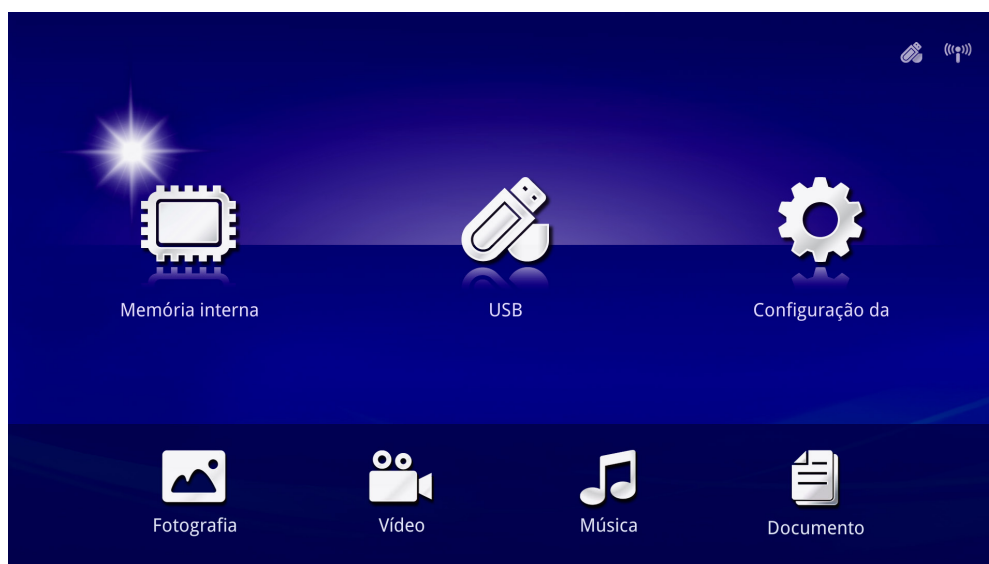 Memória interna
USB
Configuração da
Fotografia
Vídeo
Música
Documento